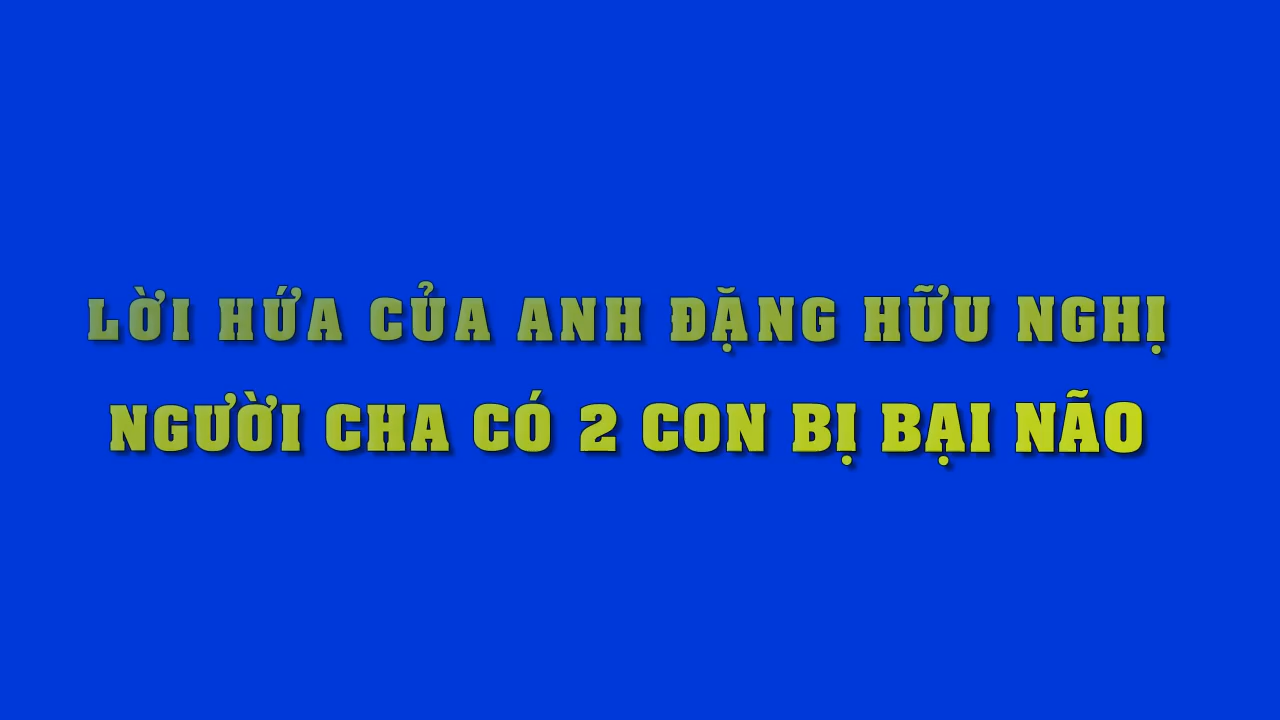 LỜI HỨA CỦA ANH ĐẶNG HỮU NGHỊ
NGƯỜI CHA CÓ 2 CON BỊ BẠI NÃO